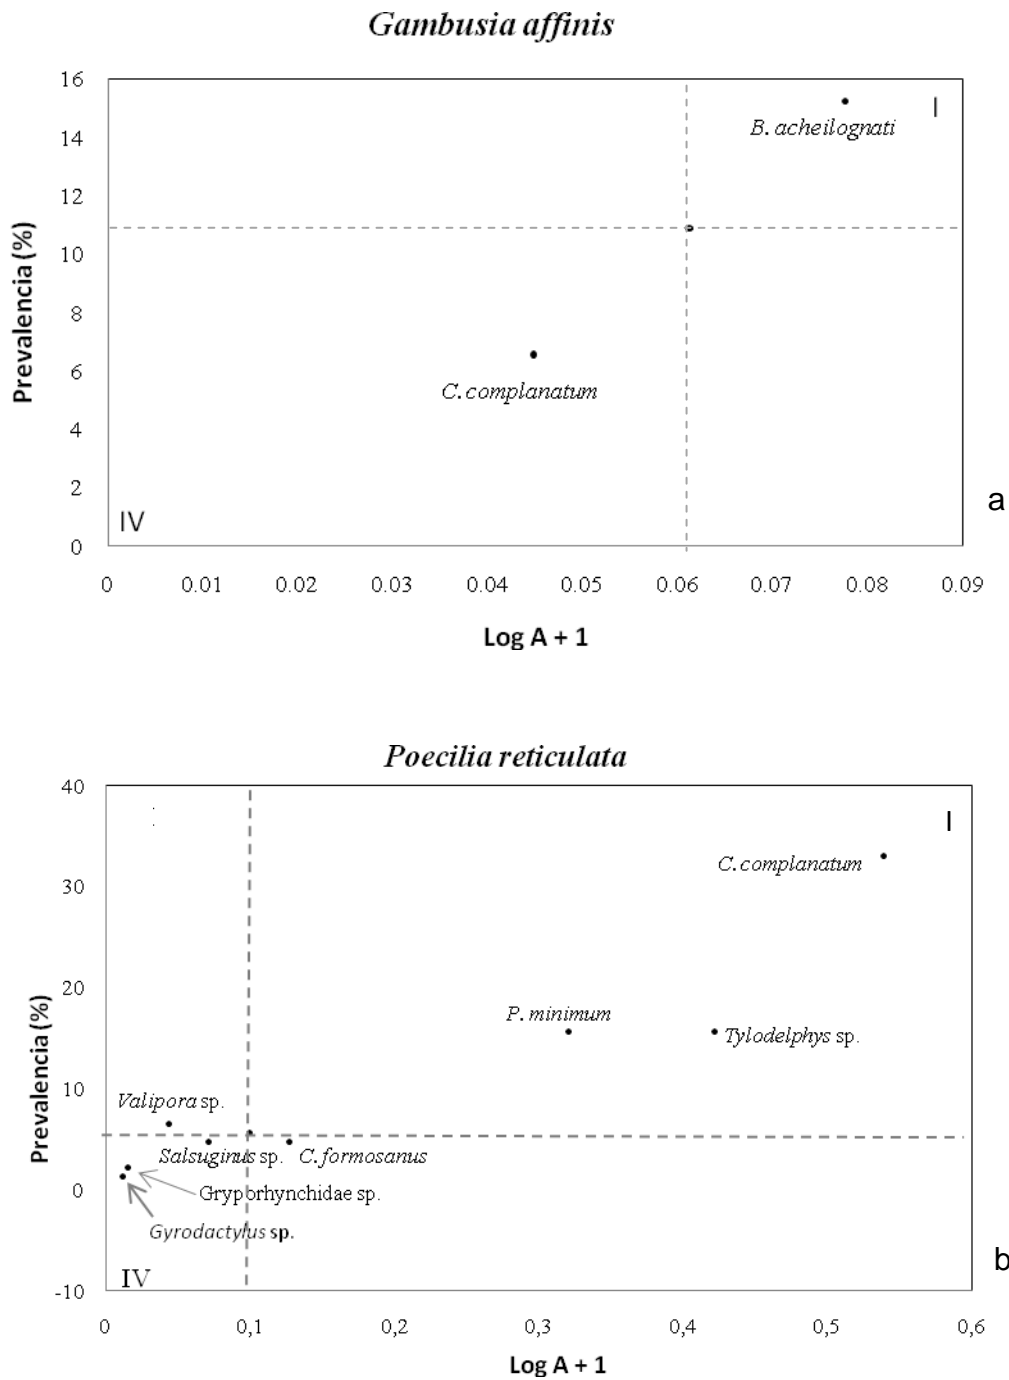 Gambusia affinis
16
I
B. acheilognati
14
12
10
8
6
C. complanatum
4
2
IV
0
a
Prevalencia (%)
0 0.01 0.02 0.03 0.04 0.05 0.06 0.07 0.08 0.09
Log A + 1
Poecilia reticulata
40
I
C. complanatum
30
20
P. minimum
Tylodelphys sp.
10
Valipora sp.
Salsuginus sp. C. formosanus
0
Gryporhynchidae sp.
Gyrodactylus sp.
IV
-10
b
Prevalencia (%)
0 0,1 0,2 0,3 0,4 0,5 0,6
Log A + 1